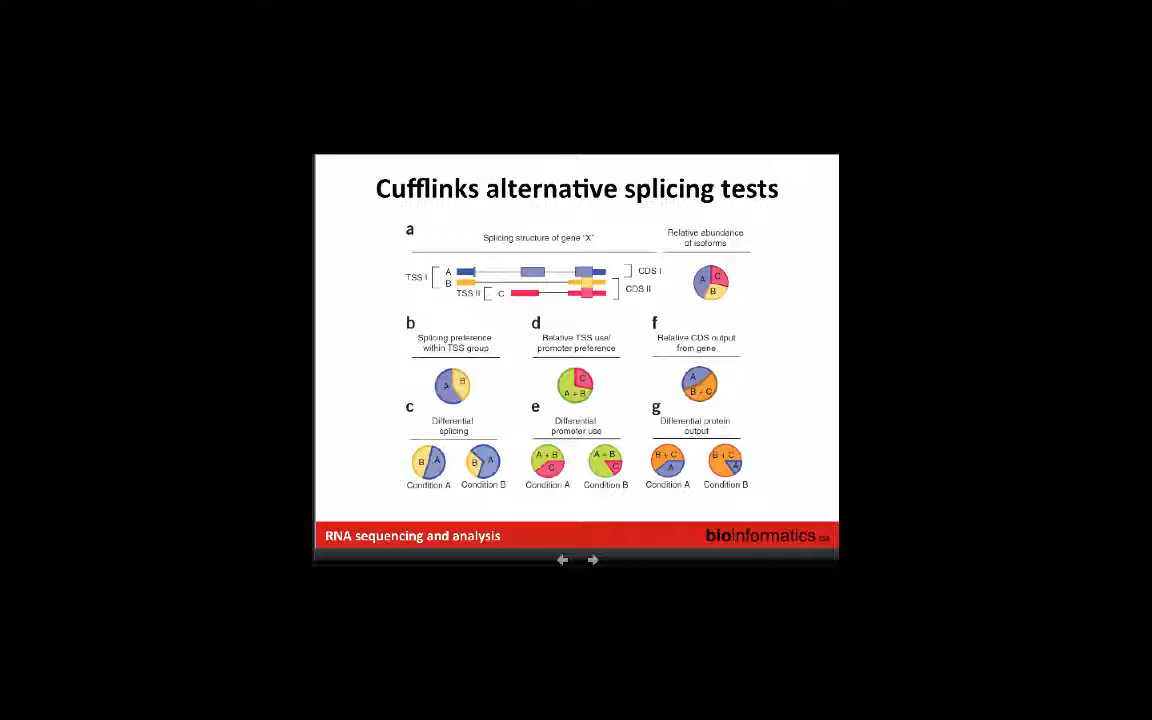 Cufflinks alternative splicing tests
a
Splicing structure of gene "X"
Relative abundance
of isoforms
TSS I
A
B
TSS II
C
CDS I
CDS II
A
C
B
b
Splicing preference
within TSS group
A
B
d
Relative TSS use/
promoter preference
C
A + B
f
Relative CDS output
from gene
A
B + C
c
Differential
splicing
B
A
Condition A
B
A
Condition B
e
Differential
promoter use
A + B
C
Condition A
A + B
C
Condition B
g
Differential protein
output
B + C
A
Condition A
B + C
A
Condition B
RNA sequencing and analysis
bioinformatics.ca